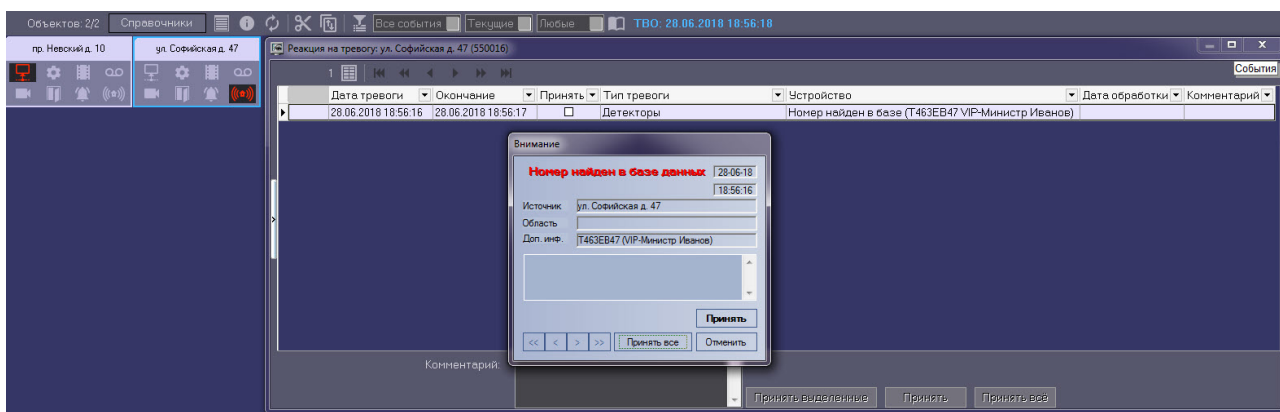 Объектов: 2/2 Справочники Все события Текущие Любые ТВО: 28.06.2018 18:56:18
пр. Невский д. 10 ул. Софийская д. 47 Реакция на тревогу: ул. Софийская д. 47 (550016)
1 События
Дата тревоги Окончание Принять Тип тревоги Устройство Дата обработки Комментарий
28.06.2018 18:56:16 28.06.2018 18:56:17 Детекторы Номер найден в базе (T463EB47 VIP-Министр Иванов)
Внимание
Номер найден в базе данных 28-06-18
18:56:16
Источник ул. Софийская д. 47
Область
Доп. инф. T463EB47 (VIP-Министр Иванов)
Принять
<< < > >> Принять все Отменить
Комментарий:
Принять выделенные Принять Принять всё